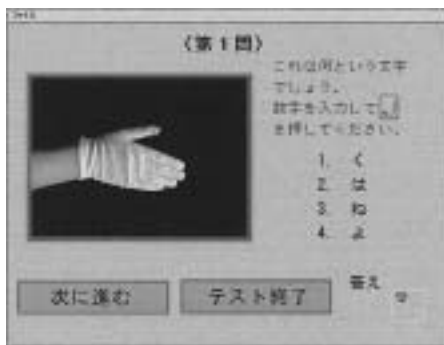 (第1問)
これは何という文字
でしょう。
数字を入力して
を押してください。
1. く
2. は
3. ね
4. よ
次に進む
テスト終了
答え